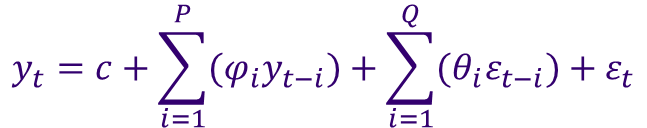 $y_t = c + \sum_{i=1}^{P}(\varphi_i y_{t-i}) + \sum_{i=1}^{Q}(\theta_i \varepsilon_{t-i}) + \varepsilon_t$